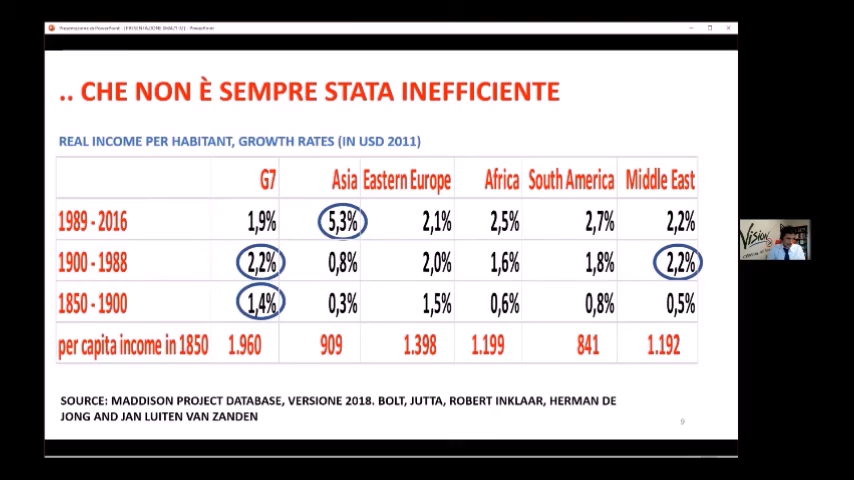 .. CHE NON È SEMPRE STATA INEFFICIENTE
REAL INCOME PER HABITANT, GROWTH RATES (IN USD 2011)
G7 Asia Eastern Europe Africa South America Middle East
1989 - 2016 1,9% 5,3% 2,1% 2,5% 2,7% 2,2%
1900 - 1988 2,2% 0,8% 2,0% 1,6% 1,8% 2,2%
1850 - 1900 1,4% 0,3% 1,5% 0,6% 0,8% 0,5%
per capita income in 1850 1.960 909 1.398 1.199 841 1.192
SOURCE: MADDISON PROJECT DATABASE, VERSIONE 2018. BOLT, JUTTA, ROBERT INKLAAR, HERMAN DE
JONG AND JAN LUITEN VAN ZANDEN
9
Vision